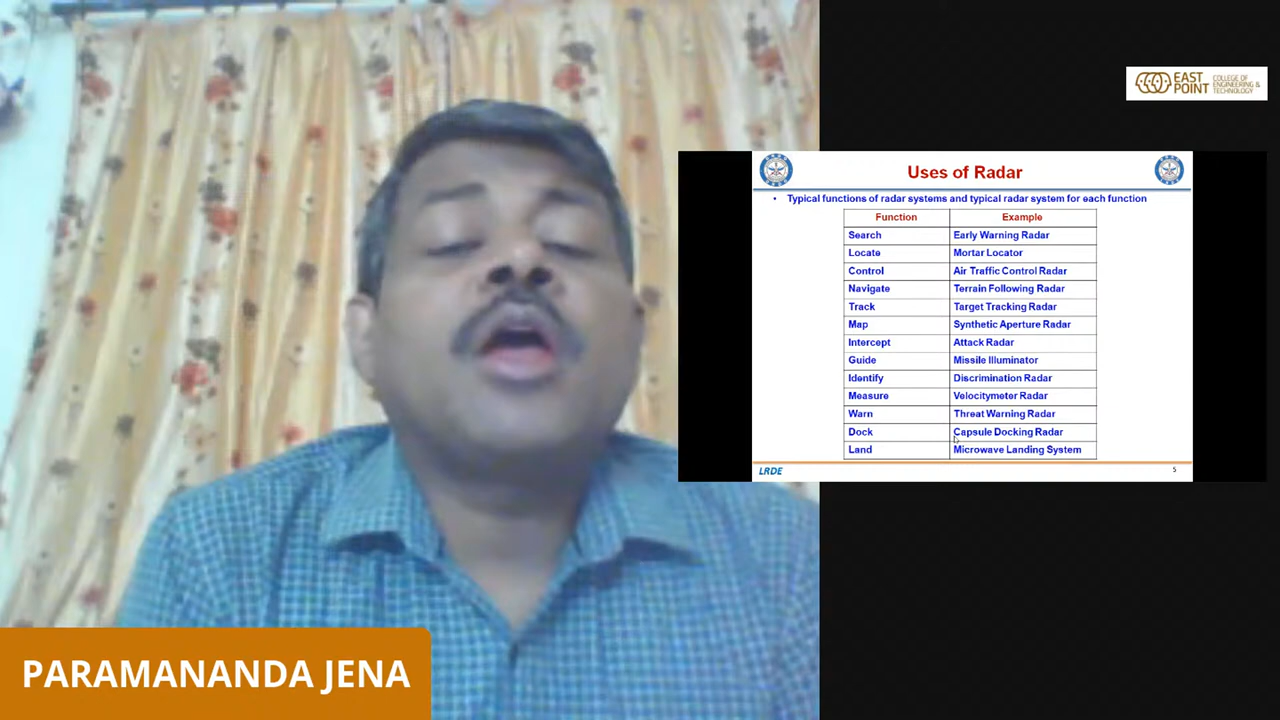 EAST
POINT
COLLEGE OF
ENGINEERING &
TECHNOLOGY
Uses of Radar
• Typical functions of radar systems and typical radar system for each function
Function Example
Search Early Warning Radar
Locate Mortar Locator
Control Air Traffic Control Radar
Navigate Terrain Following Radar
Track Target Tracking Radar
Map Synthetic Aperture Radar
Intercept Attack Radar
Guide Missile Illuminator
Identify Discrimination Radar
Measure Velocitymeter Radar
Warn Threat Warning Radar
Dock Capsule Docking Radar
Land Microwave Landing System
LRDE 5
PARAMANANDA JENA